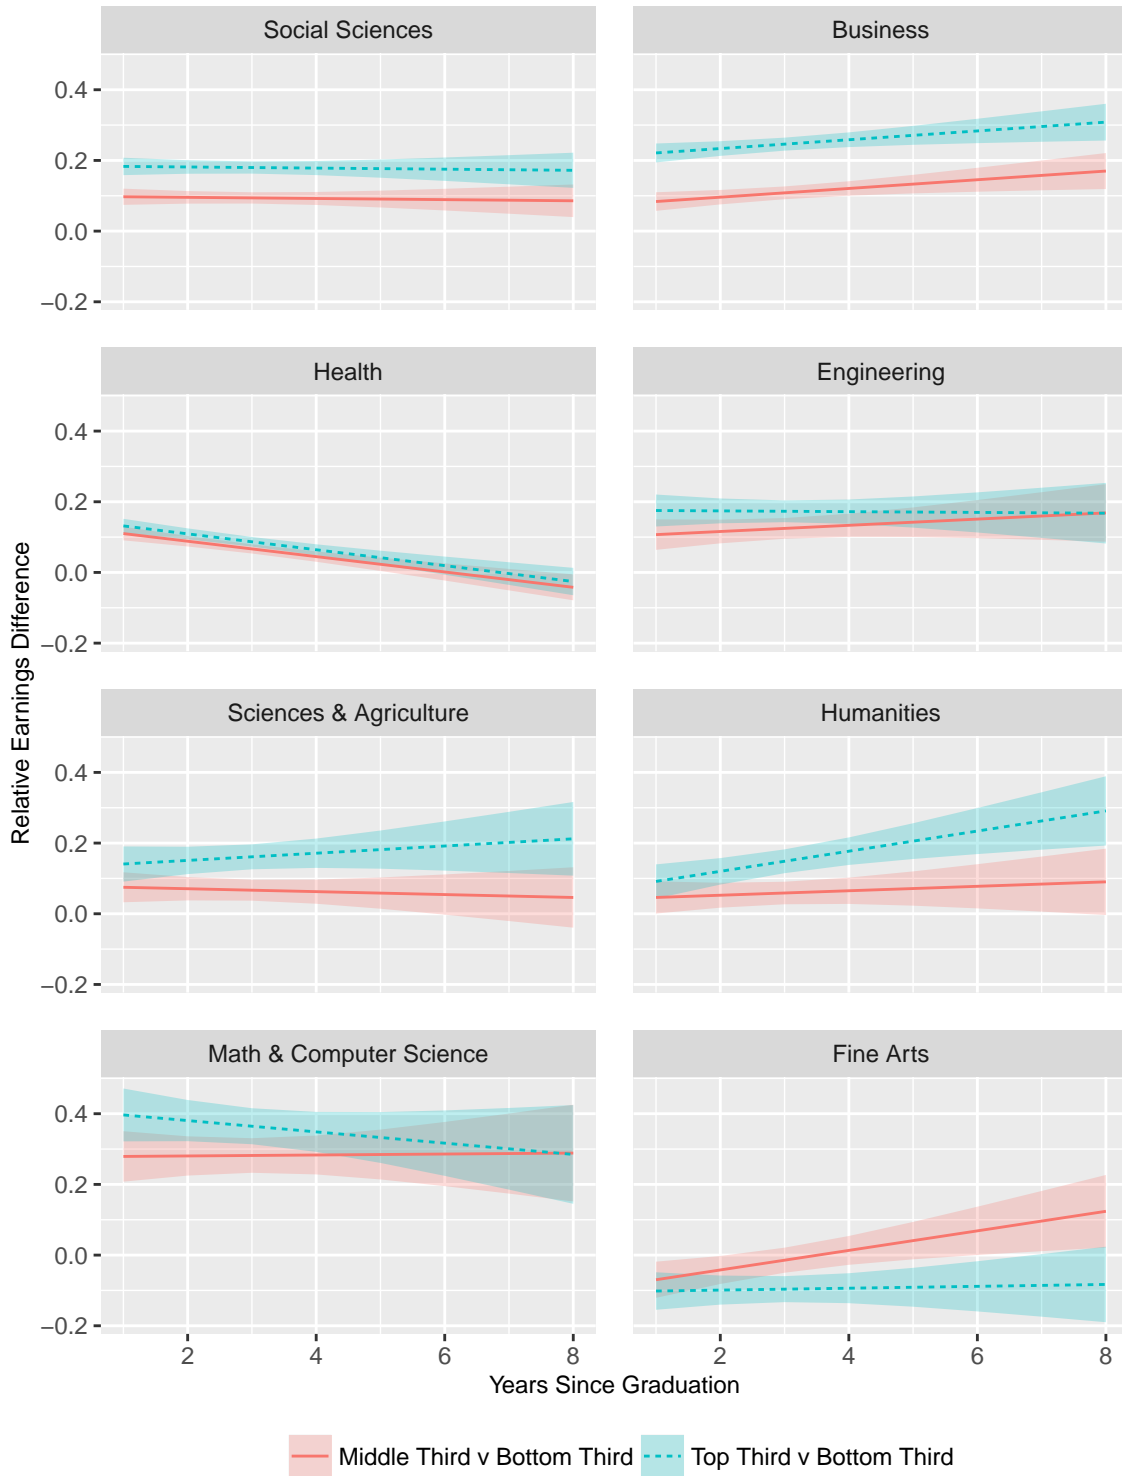 Social Sciences
Business
0.4
0.2
0.0
−0.2
Health
Engineering
0.4
0.2
0.0
−0.2
Relative Earnings Difference
Sciences & Agriculture
Humanities
0.4
0.2
0.0
−0.2
Math & Computer Science
Fine Arts
0.4
0.2
0.0
−0.2
2 4 6 8 2 4 6 8
Years Since Graduation
Middle Third v Bottom Third Top Third v Bottom Third